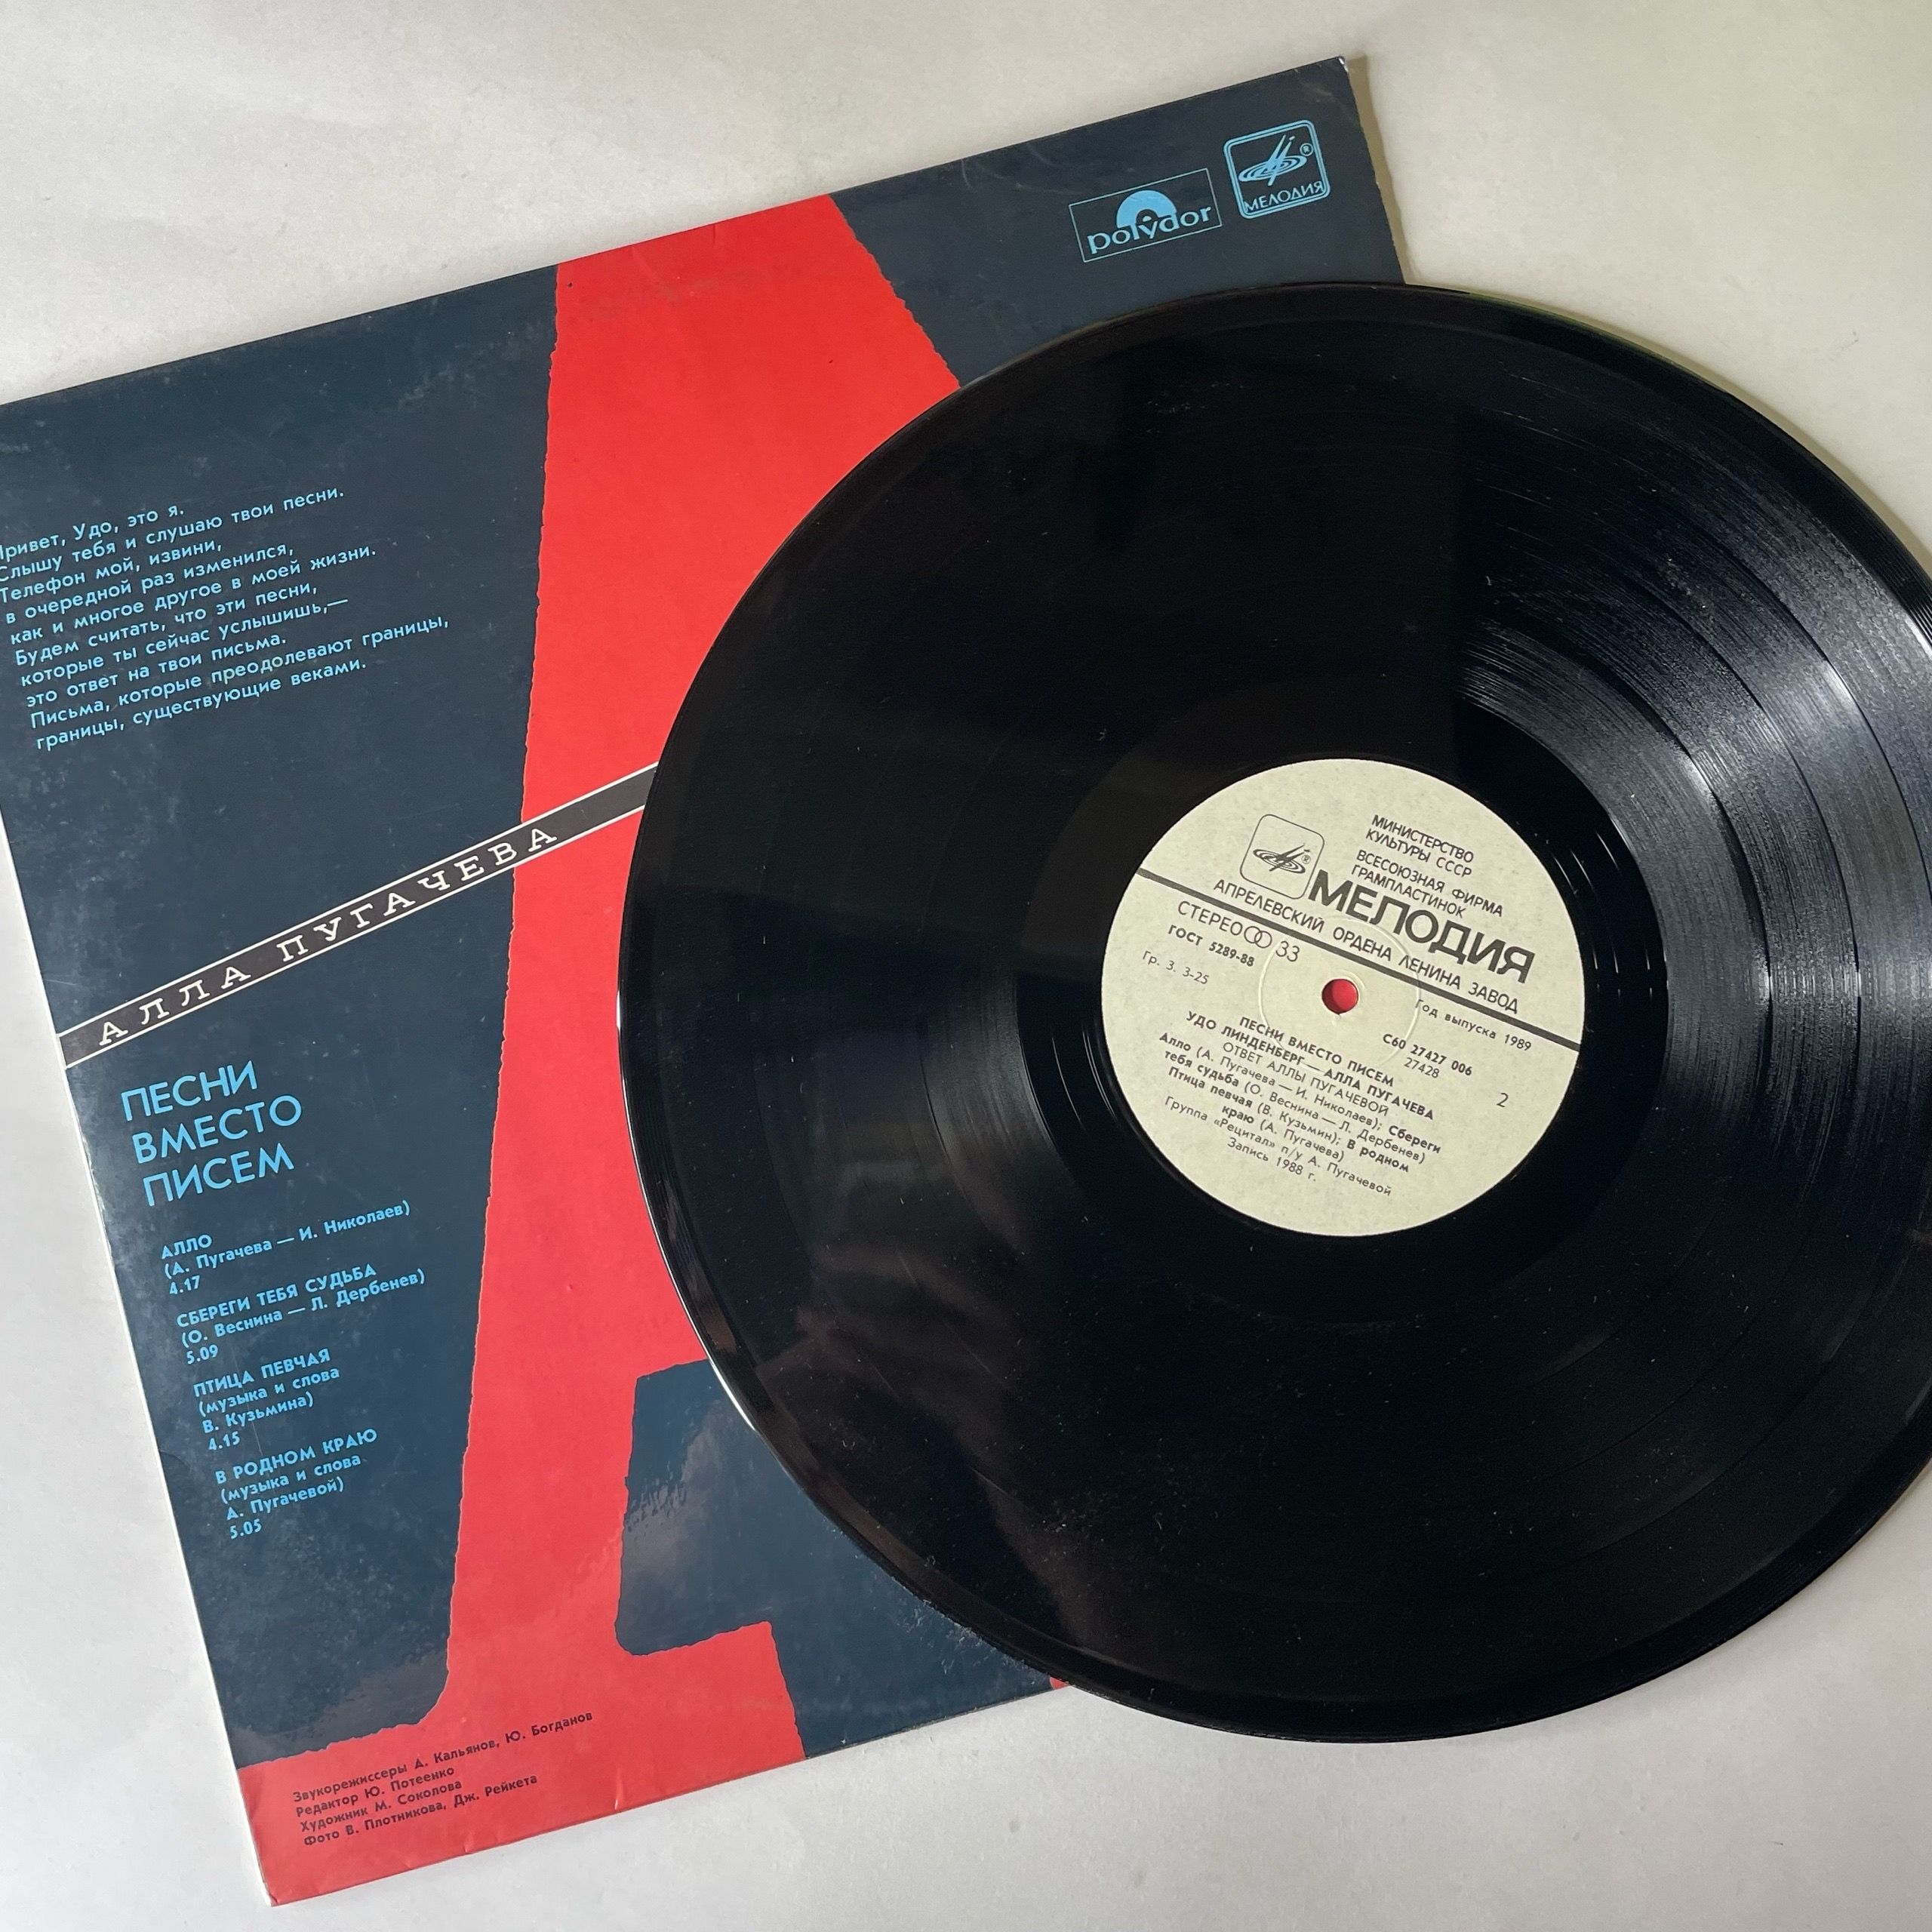 polydor
МЕЛОДИЯ
Привет, Удо, это я.
Слышу тебя и слушаю твои песни.
Телефон мой, извини,
в очередной раз изменился,
как и многое другое в моей жизни.
Будем считать, что эти песни,
которые ты сейчас услышишь,—
это ответ на твои письма.
Письма, которые преодолевают границы,
границы, существующие веками.
АЛЛА ПУГАЧЕВА
ПЕСНИ
ВМЕСТО
ПИСЕМ
АЛЛО
(А. Пугачева — И. Николаев)
4.17
СБЕРЕГИ ТЕБЯ СУДЬБА
(О. Веснина — Л. Дербенев)
5.09
ПТИЦА ПЕВЧАЯ
(музыка и слова
В. Кузьмина)
4.15
В РОДНОМ КРАЮ
(музыка и слова
А. Пугачевой)
5.05
Звукорежиссеры А. Кальянов, Ю. Богданов
Редактор Ю. Потеенко
Художник М. Соколова
Фото В. Плотникова, Дж. Рейкета
МИНИСТЕРСТВО
КУЛЬТУРЫ СССР
ВСЕСОЮЗНАЯ ФИРМА
ГРАМПЛАСТИНОК
МЕЛОДИЯ
АПРЕЛЕВСКИЙ ОРДЕНА ЛЕНИНА ЗАВОД
СТЕРЕО 33
ГОСТ 5289-88
Гр. 3. 3-25
Год выпуска 1989
С60 27427 006
27428
2
ПЕСНИ ВМЕСТО ПИСЕМ
УДО ЛИНДЕНБЕРГ — АЛЛА ПУГАЧЕВА
ОТВЕТ АЛЛЫ ПУГАЧЕВОЙ
Алло (А. Пугачева — И. Николаев); Сбереги
тебя судьба (О. Веснина — Л. Дербенев)
Птица певчая (В. Кузьмин); В родном
краю (А. Пугачева)
Группа «Рецитал» п/у А. Пугачевой
Запись 1988 г.